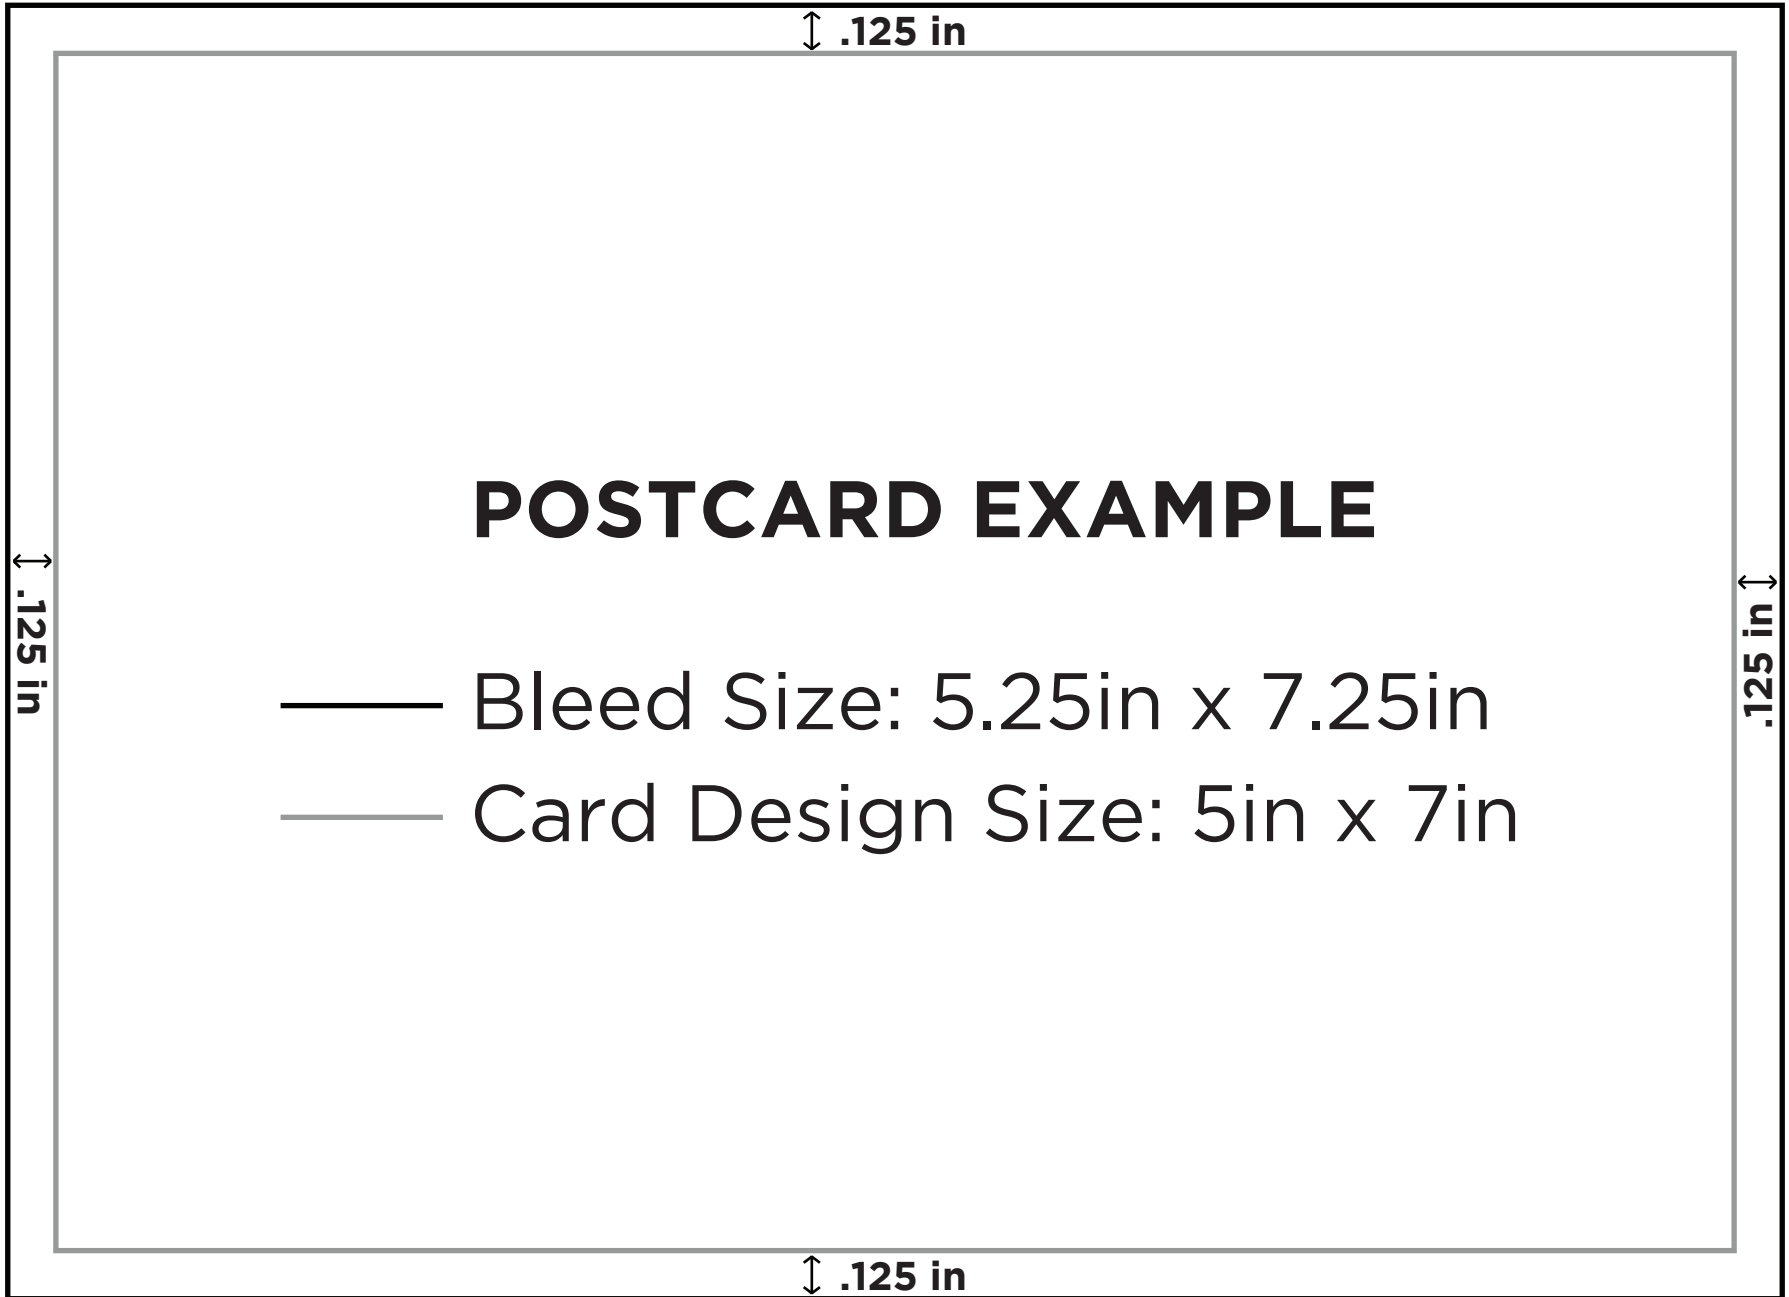 .125 in
POSTCARD EXAMPLE
.125 in
.125 in
Bleed Size: 5.25in x 7.25in
Card Design Size: 5in x 7in
.125 in